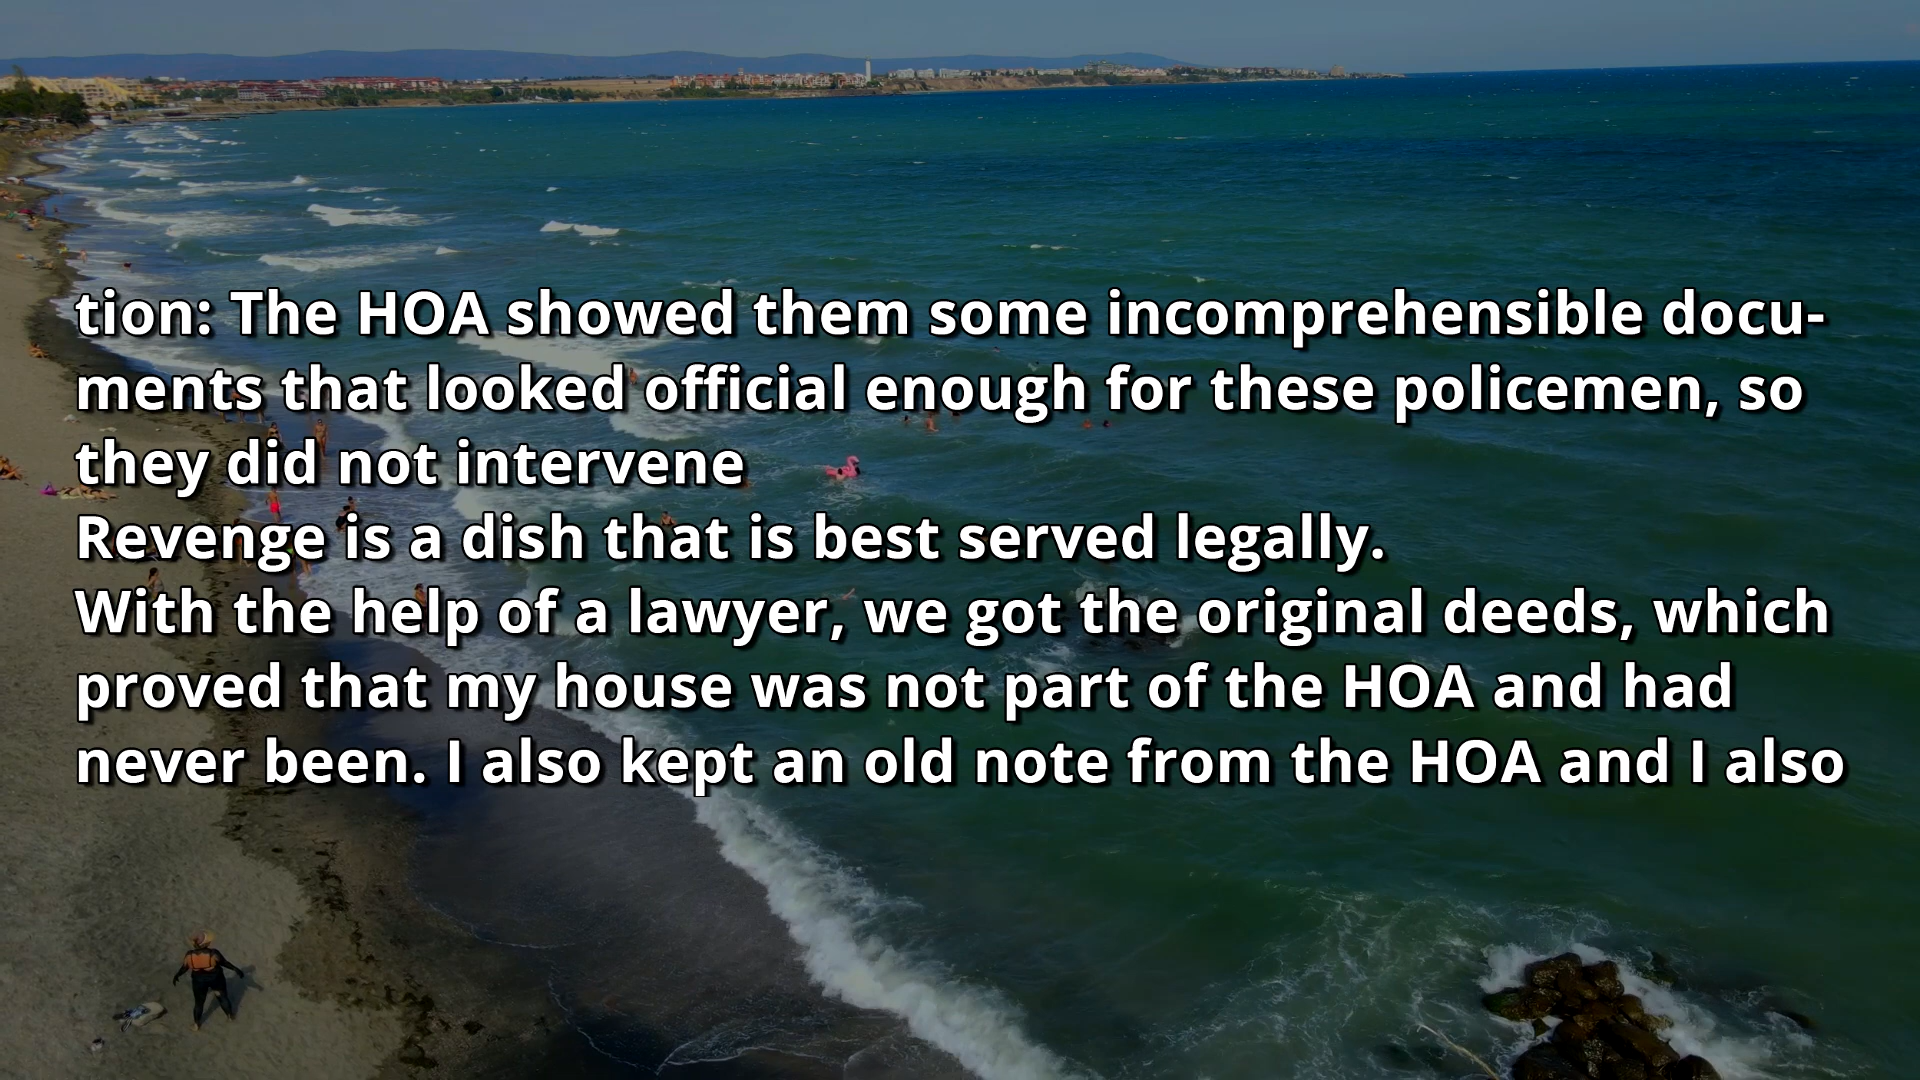 tion: The HOA showed them some incomprehensible docu-
ments that looked official enough for these policemen, so
they did not intervene
Revenge is a dish that is best served legally.
With the help of a lawyer, we got the original deeds, which
proved that my house was not part of the HOA and had
never been. I also kept an old note from the HOA and I also